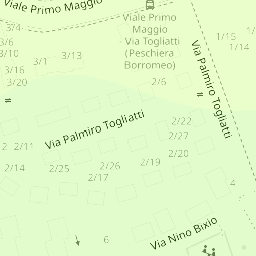 Viale Primo Maggio
Viale Primo
Maggio
Via Togliatti
(Peschiera
Borromeo)
Via Palmiro Togliatti
1/15
1/14
3/4
3/6
3/10
3/1
3/13
3/16
3/20
2/6
Via Palmiro Togliatti
2/22
2/27
2/20
2
2/11
2/14
2/25
2/26
2/17
2/19
4
6
Via Nino Bixio